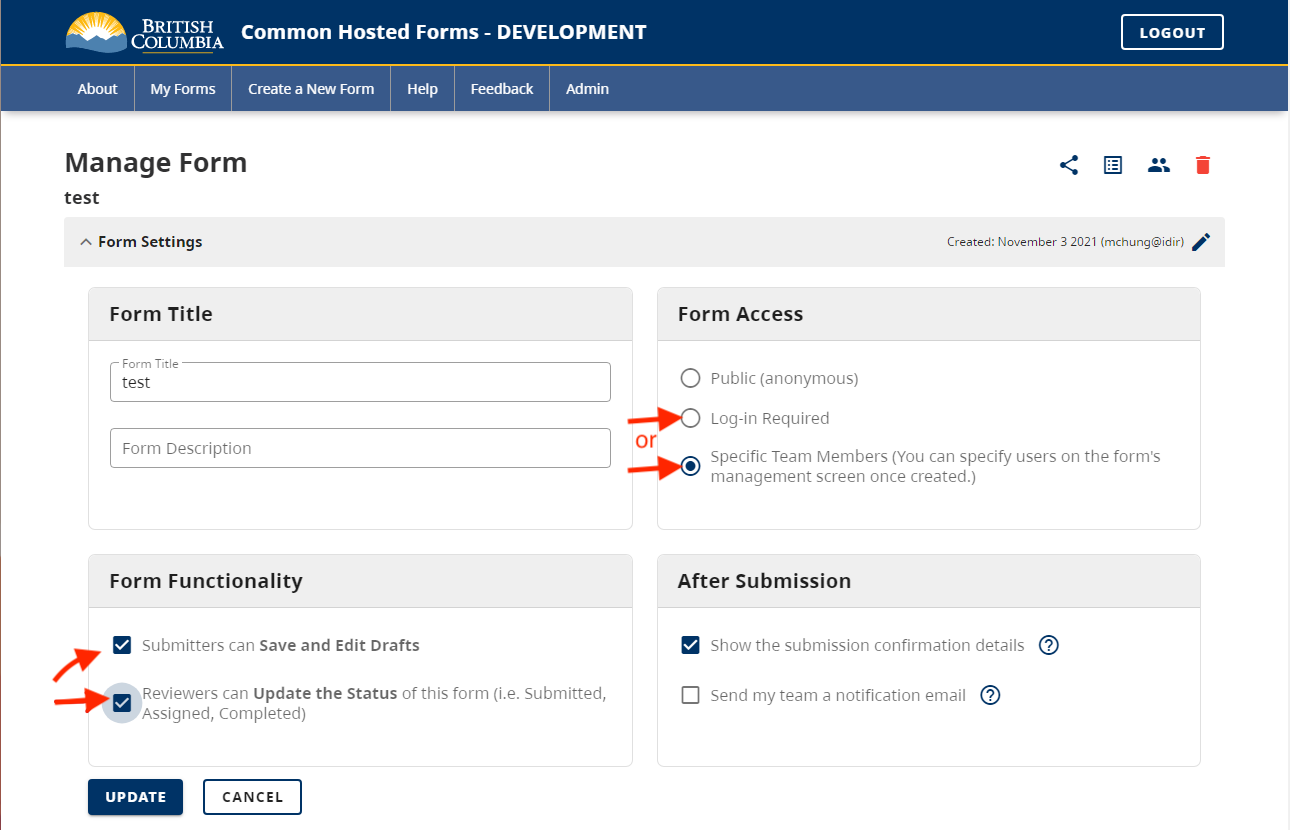 BRITISH
COLUMBIA
Common Hosted Forms - DEVELOPMENT
LOGOUT
About
My Forms
Create a New Form
Help
Feedback
Admin
Manage Form
test
Form Settings
Created: November 3 2021 (mchung@idir)
Form Title
Form Title
test
Form Description
Form Access
Public (anonymous)
Log-in Required
or
Specific Team Members (You can specify users on the form's
management screen once created.)
Form Functionality
Submitters can Save and Edit Drafts
Reviewers can Update the Status of this form (i.e. Submitted,
Assigned, Completed)
After Submission
Show the submission confirmation details
Send my team a notification email
UPDATE
CANCEL